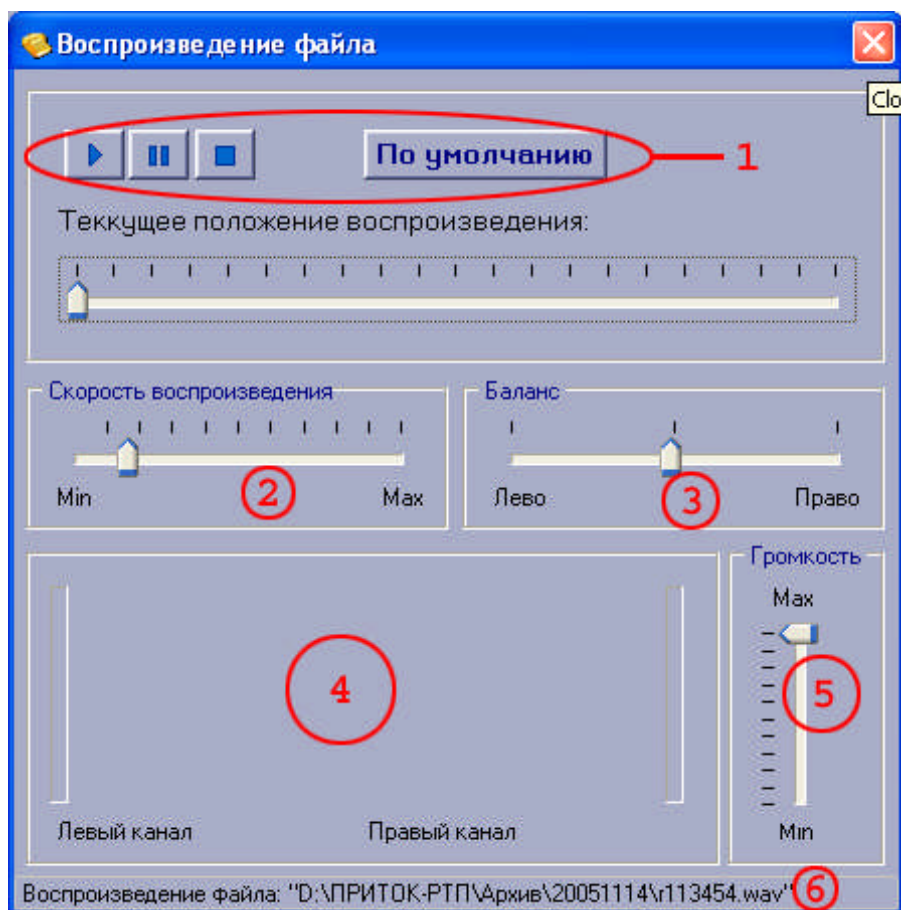 Воспроизведение файла
Clo
По умолчанию
1
Теккущее положение воспроизведения:
Скорость воспроизведения
Баланс
Min
2
Max
Лево
3
Право
Громкость
Max
4
5
Левый канал
Правый канал
Min
Воспроизведение файла: "D:\ПРИТОК-РТП\Архив\20051114\r113454.wav"
6